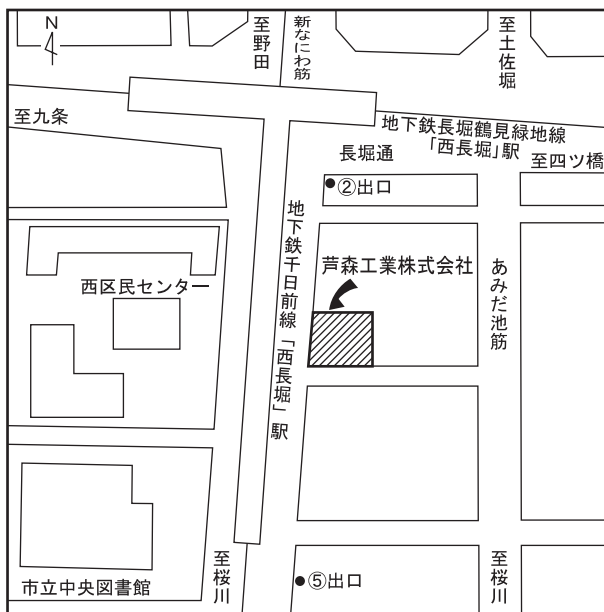 N
至野田
新なにわ筋
至土佐堀
至九条
地下鉄長堀鶴見緑地線
「西長堀」駅
長堀通
至四ツ橋
②出口
地下鉄千日前線「西長堀」駅
芦森工業株式会社
あみだ池筋
西区民センター
至桜川
至桜川
⑤出口
市立中央図書館